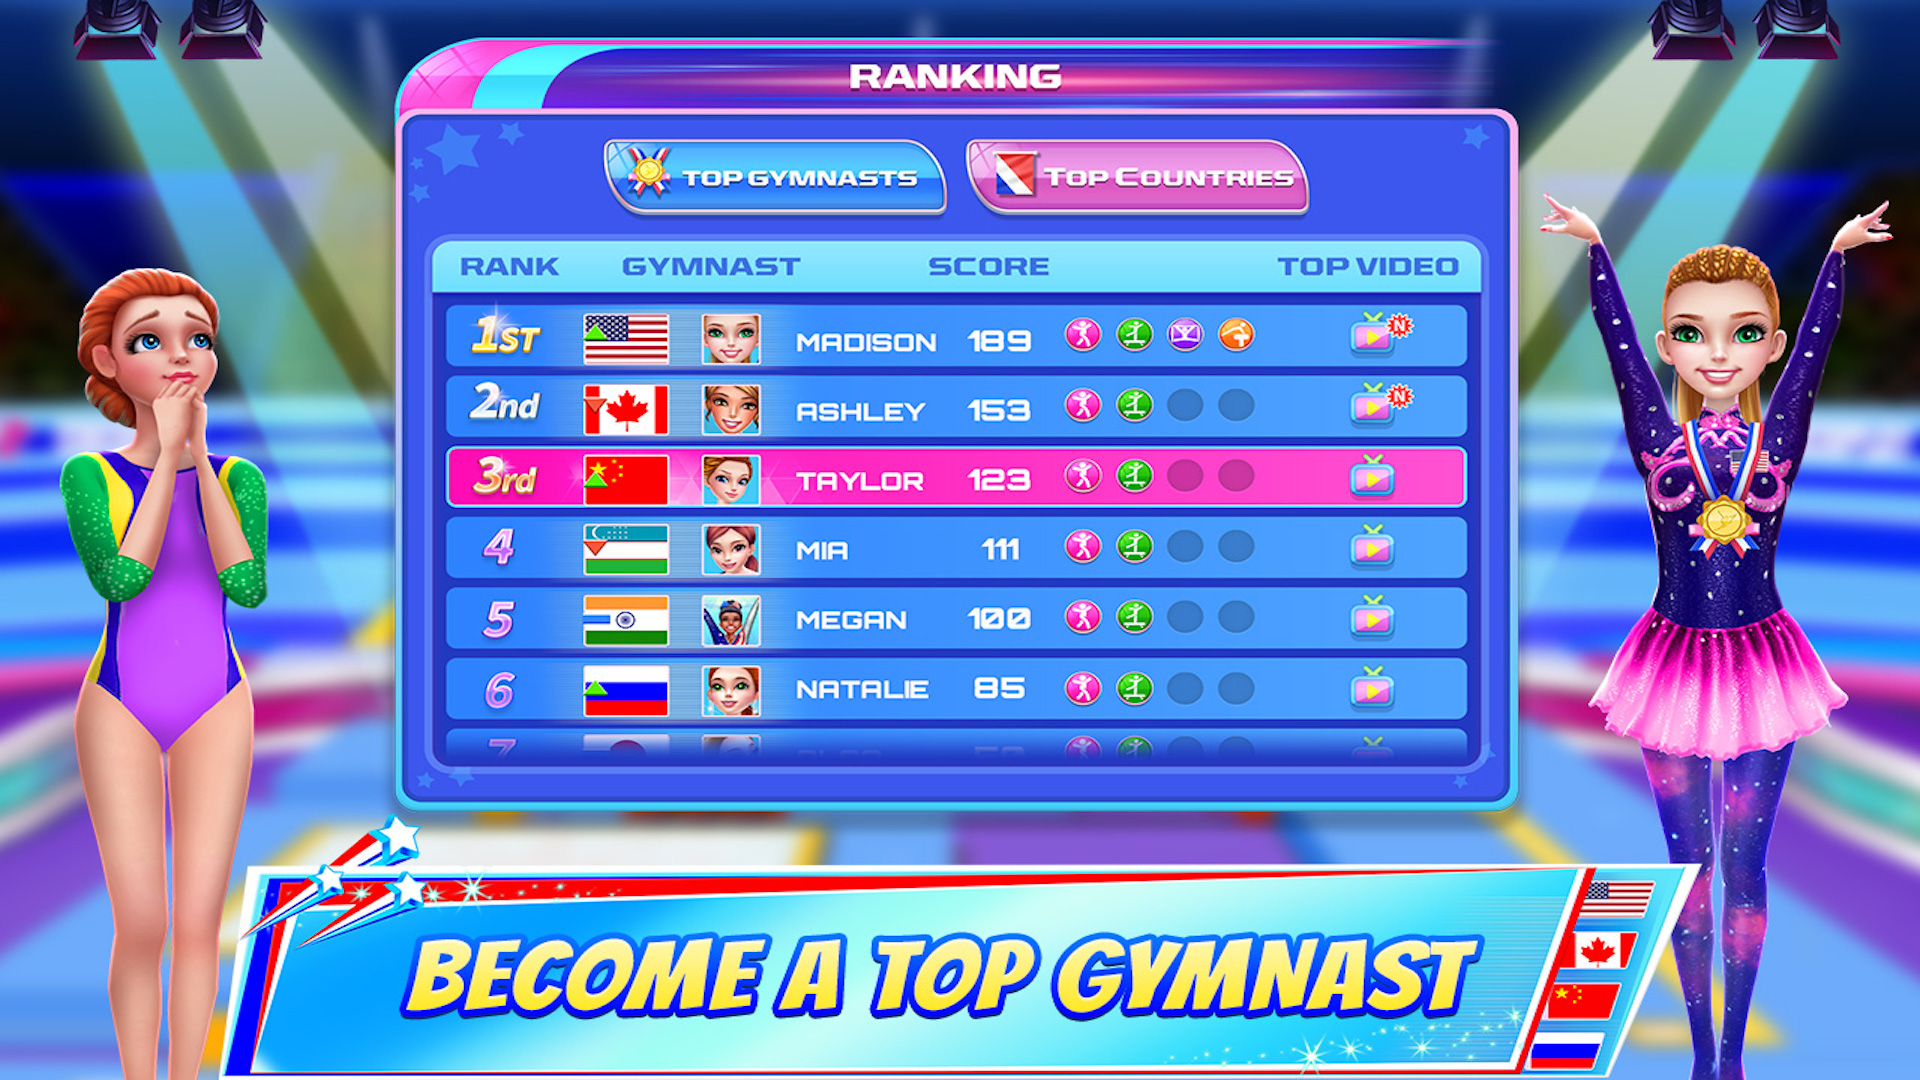 RANKING
TOP GYMNASTS TOP COUNTRIES
RANK GYMNAST SCORE TOP VIDEO
1ST MADISON 189 N
2nd ASHLEY 153 N
3rd TAYLOR 123
4 MIA 111
5 MEGAN 100
6 NATALIE 85
7
BECOME A TOP GYMNAST